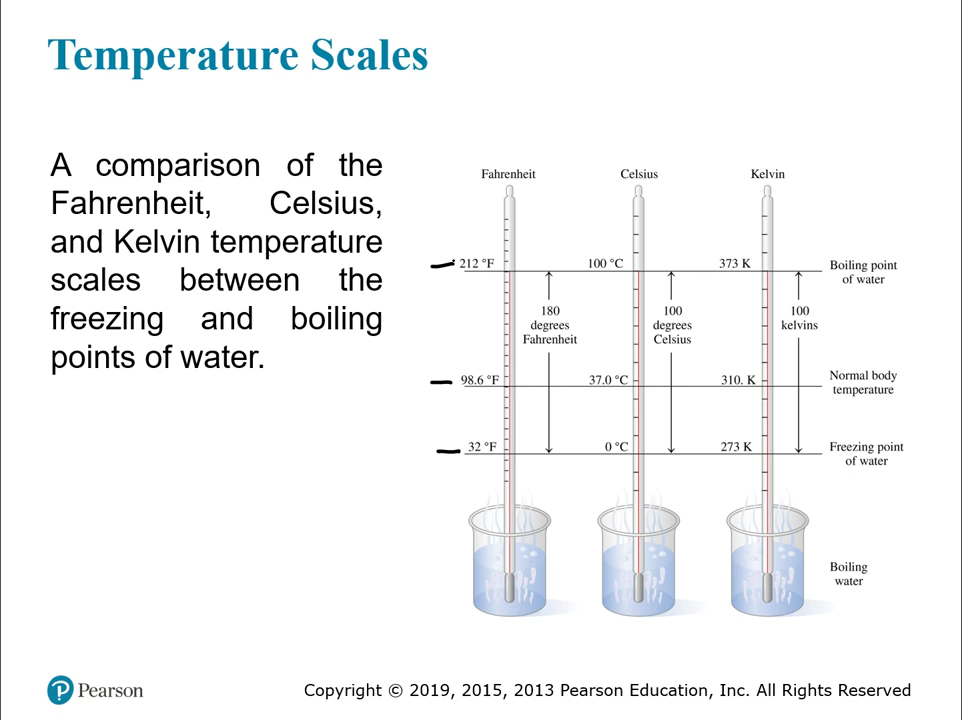 Temperature Scales
A comparison of the
Fahrenheit, Celsius,
and Kelvin temperature
scales between the
freezing and boiling
points of water.
Fahrenheit
Celsius
Kelvin
212 °F
100 °C
373 K
Boiling point
of water
180
degrees
Fahrenheit
100
degrees
Celsius
100
kelvins
98.6 °F
37.0 °C
310. K
Normal body
temperature
32 °F
0 °C
273 K
Freezing point
of water
Boiling
water
P Pearson
Copyright © 2019, 2015, 2013 Pearson Education, Inc. All Rights Reserved